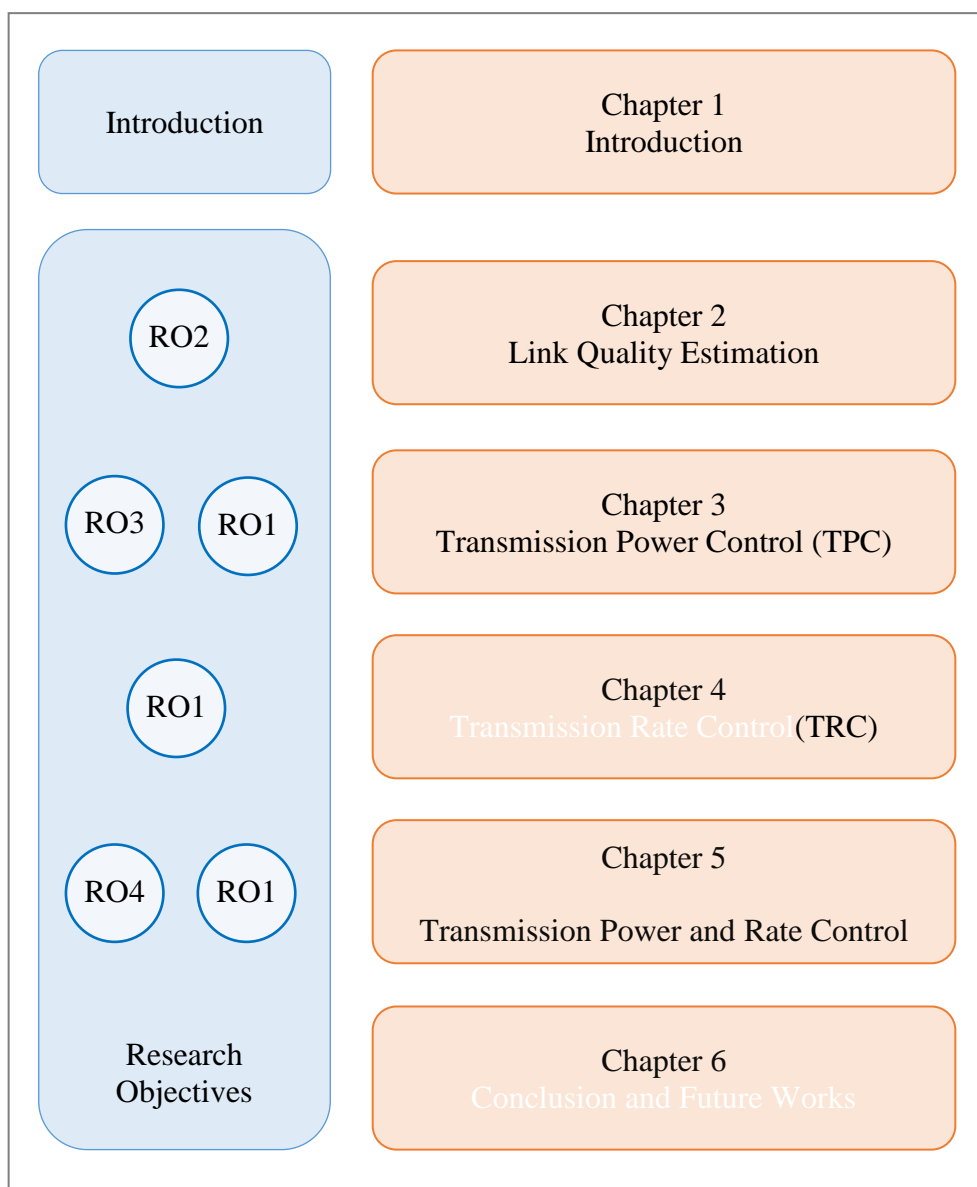 Introduction
Chapter 1
Introduction
RO2
Chapter 2
Link Quality Estimation
RO3
RO1
Chapter 3
Transmission Power Control (TPC)
RO1
Chapter 4
Transmission Rate Control(TRC)
RO4
RO1
Chapter 5
Transmission Power and Rate Control
Research
Objectives
Chapter 6
Conclusion and Future Works